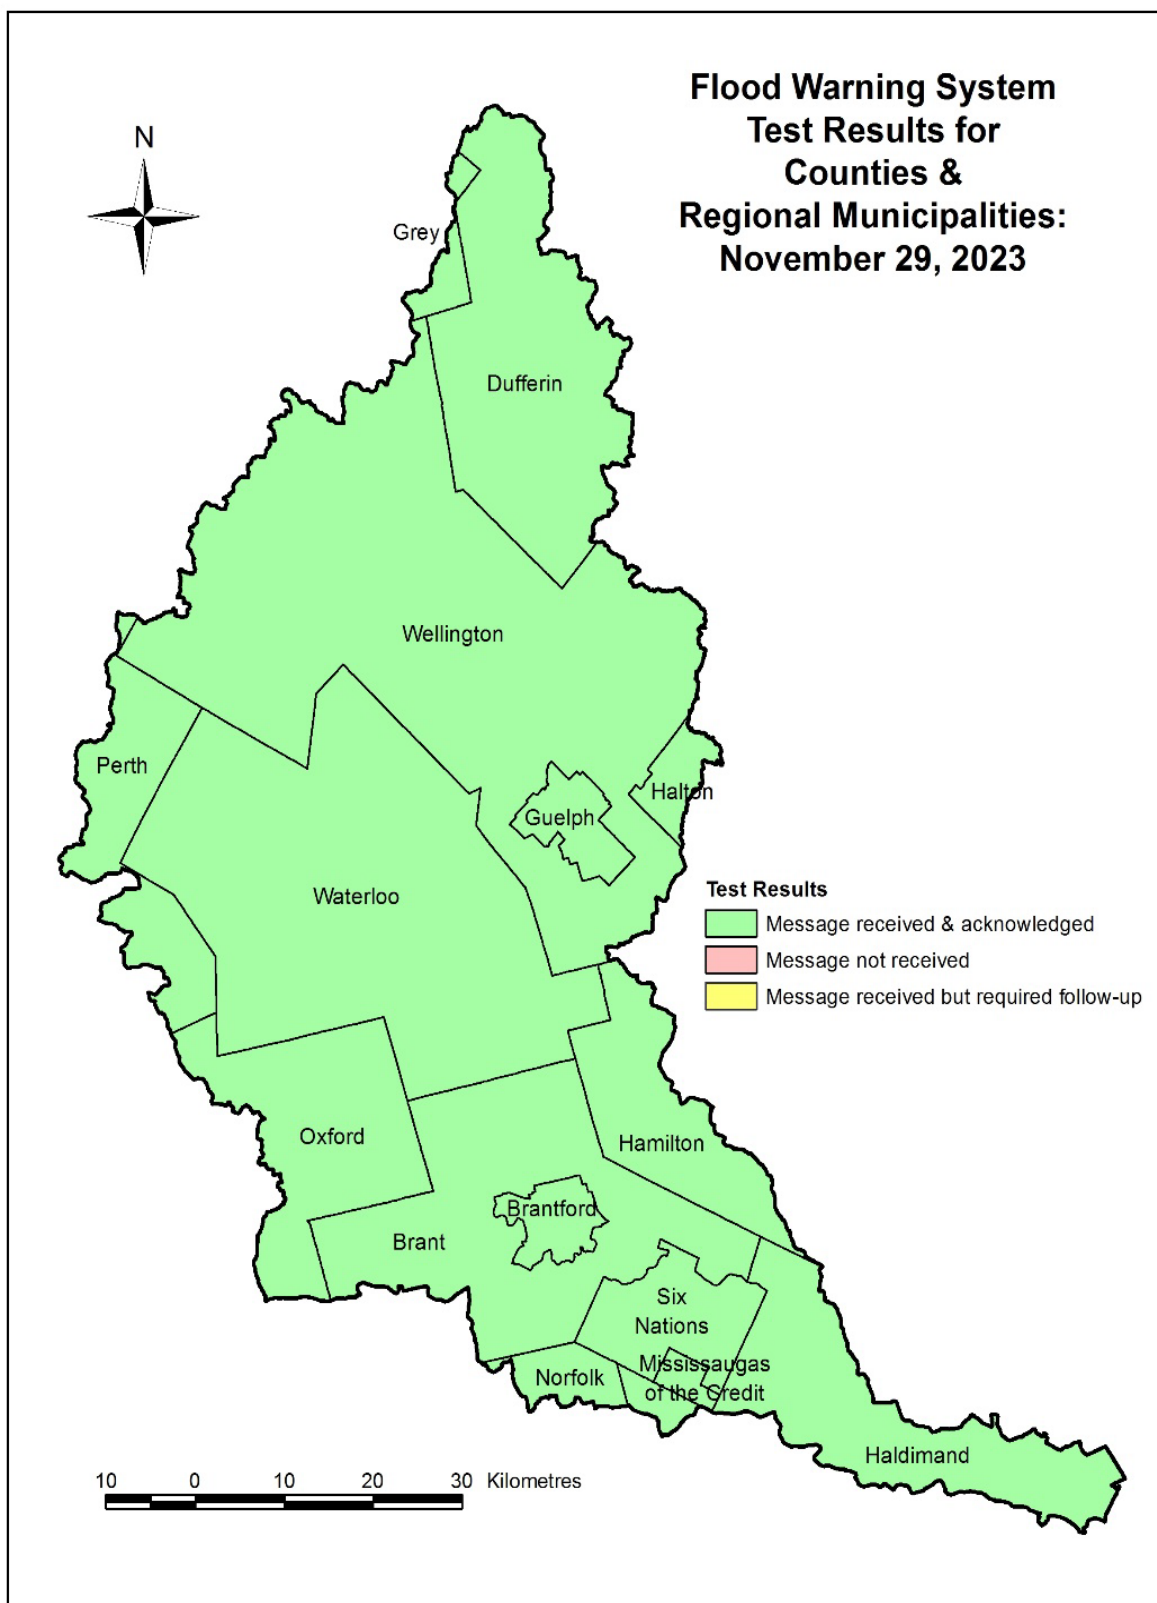 Flood Warning System
Test Results for
Counties &
Regional Municipalities:
November 29, 2023
N
Grey
Dufferin
Wellington
Perth
Halton
Guelph
Waterloo
Test Results
Message received & acknowledged
Message not received
Message received but required follow-up
Oxford
Hamilton
Brantford
Brant
Six
Nations
Mississaugas
of the Credit
Norfolk
Haldimand
10 0 10 20 30 Kilometres